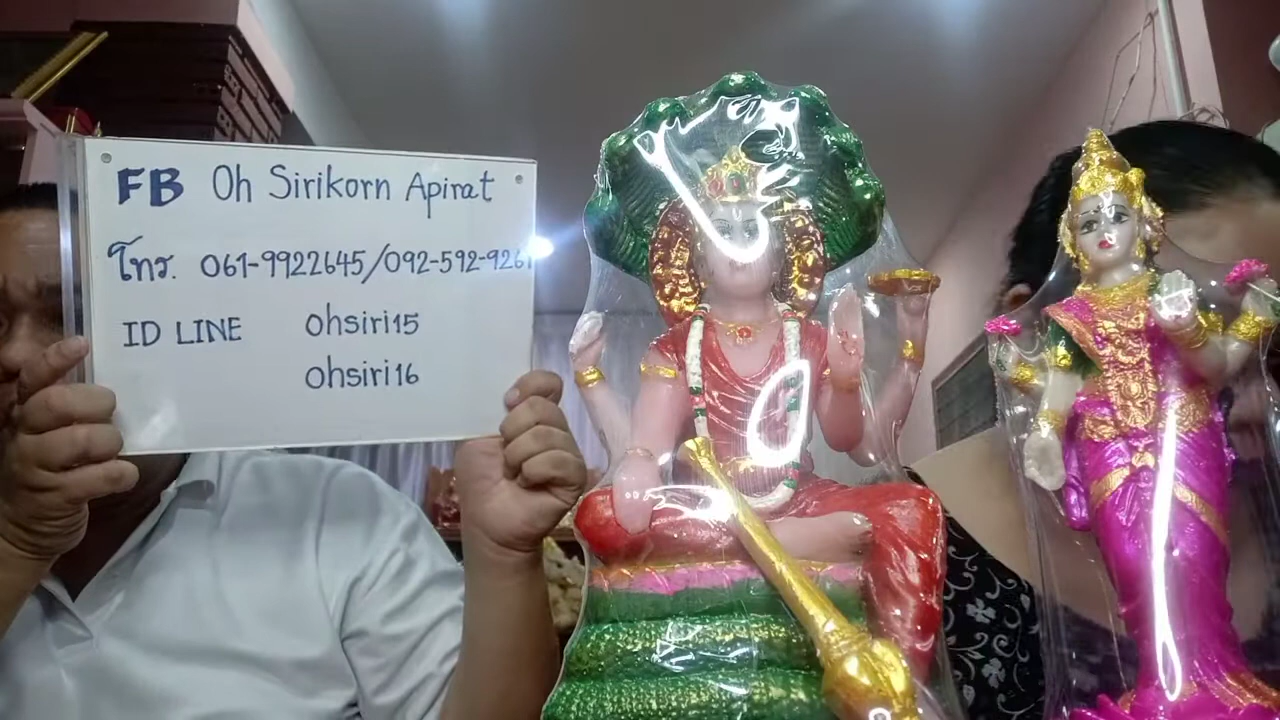 FB Oh Sirikorn Apirat
โทร. 061-9922645/092-592-9261
ID LINE ohsiri15
ohsiri16